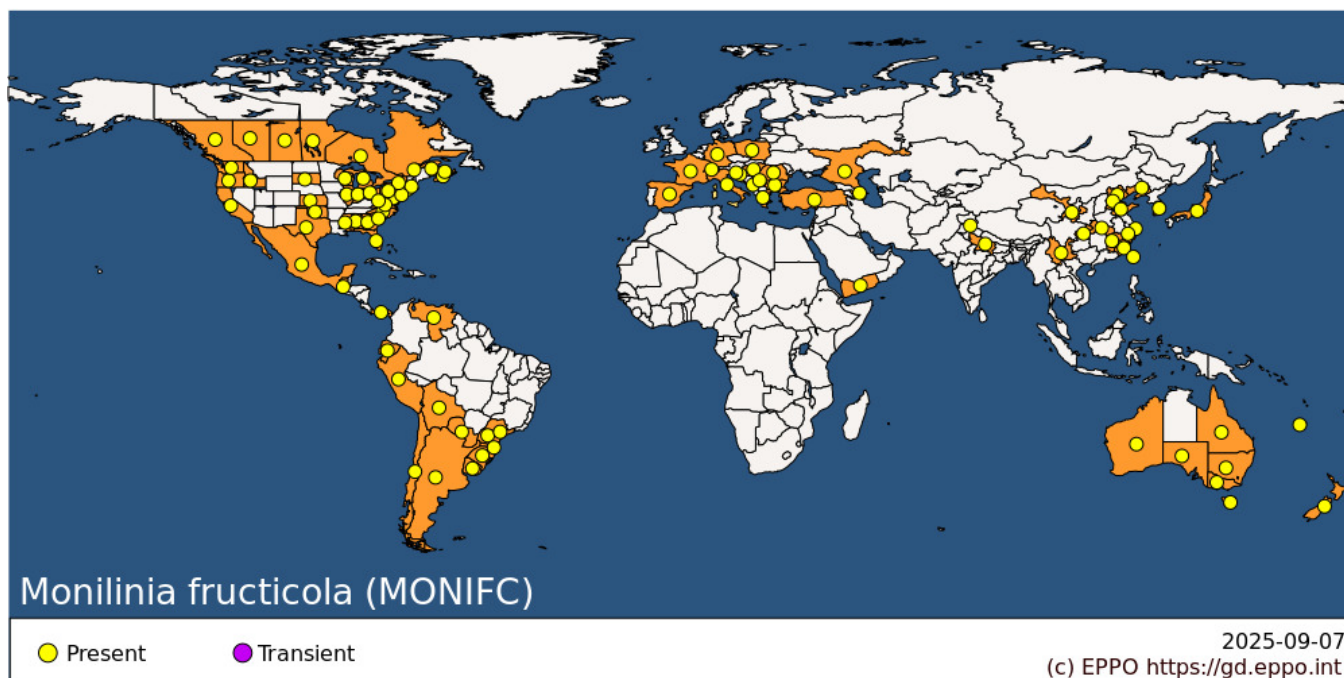 Monilinia fructicola (MONIFC)
Present
Transient
2025-09-07
(c) EPPO https://gd.eppo.int